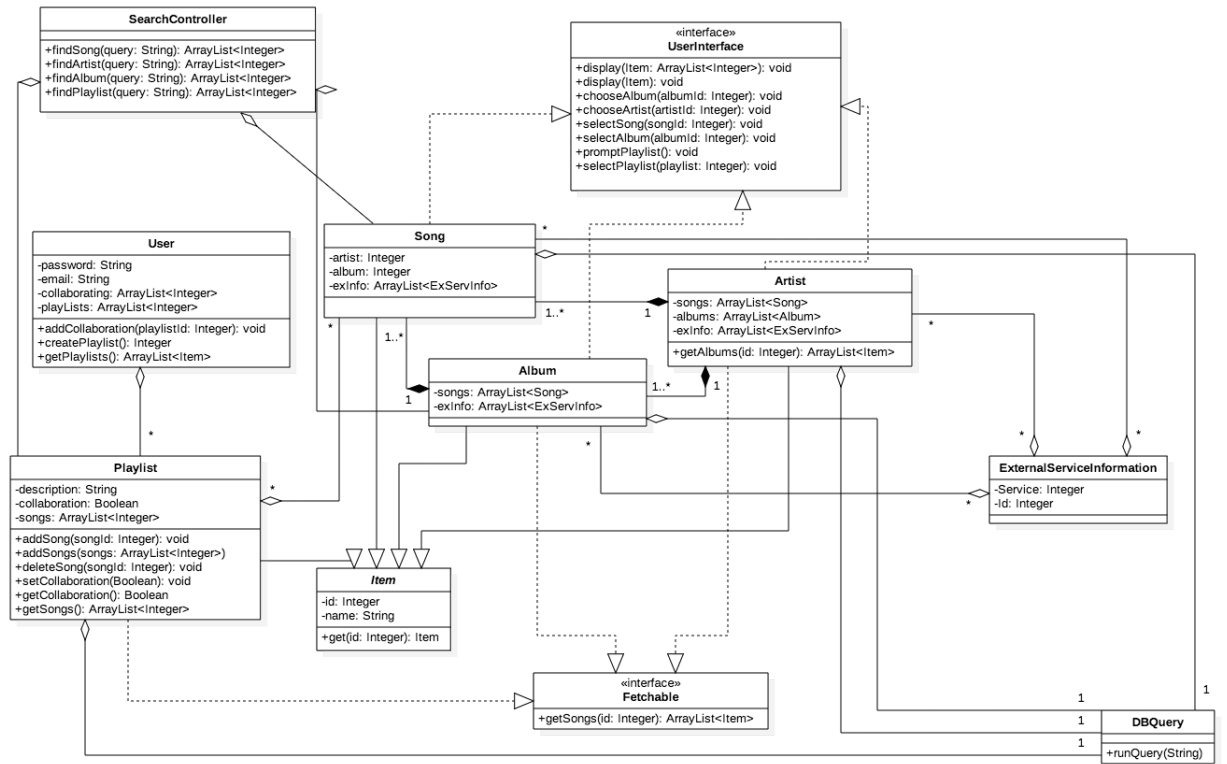 SearchController
+findSong(query: String): ArrayList<Integer>
+findArtist(query: String): ArrayList<Integer>
+findAlbum(query: String): ArrayList<Integer>
+findPlaylist(query: String): ArrayList<Integer>
«interface»
UserInterface
+display(Item: ArrayList<Integer>): void
+display(Item): void
+chooseAlbum(albumId: Integer): void
+chooseArtist(artistId: Integer): void
+selectSong(songId: Integer): void
+selectAlbum(albumId: Integer): void
+promptPlaylist(): void
+selectPlaylist(playlist: Integer): void
User
-password: String
-email: String
-collaborating: ArrayList<Integer>
-playLists: ArrayList<Integer>
+addCollaboration(playlistId: Integer): void
+createPlaylist(): Integer
+getPlaylists(): ArrayList<Item>
*
Song
-artist: Integer
-album: Integer
-exInfo: ArrayList<ExServInfo>
*
*
1..*
1..*
1
Artist
-songs: ArrayList<Song>
-albums: ArrayList<Album>
-exInfo: ArrayList<ExServInfo>
+getAlbums(id: Integer): ArrayList<Item>
*
1
Album
-songs: ArrayList<Song>
-exInfo: ArrayList<ExServInfo>
1
1..*
*
Playlist
-description: String
-collaboration: Boolean
-songs: ArrayList<Integer>
+addSong(songId: Integer): void
+addSongs(songs: ArrayList<Integer>)
+deleteSong(songId: Integer): void
+setCollaboration(Boolean): void
+getCollaboration(): Boolean
+getSongs(): ArrayList<Integer>
*
*
*
*
ExternalServiceInformation
-Service: Integer
-Id: Integer
Item
-id: Integer
-name: String
+get(id: Integer): Item
«interface»
Fetchable
+getSongs(id: Integer): ArrayList<Item>
1
1
1
1
DBQuery
+runQuery(String)